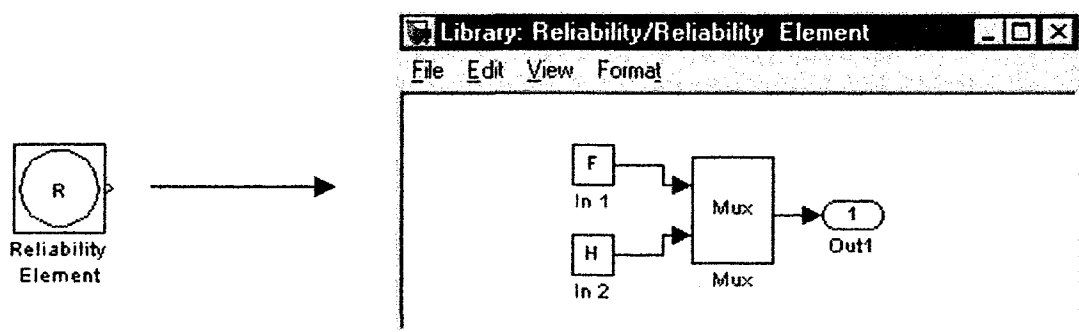 Library: Reliability/Reliability Element
File Edit View Format
R
Reliability
Element
F
In 1
H
In 2
Mux
Mux
1
Out1